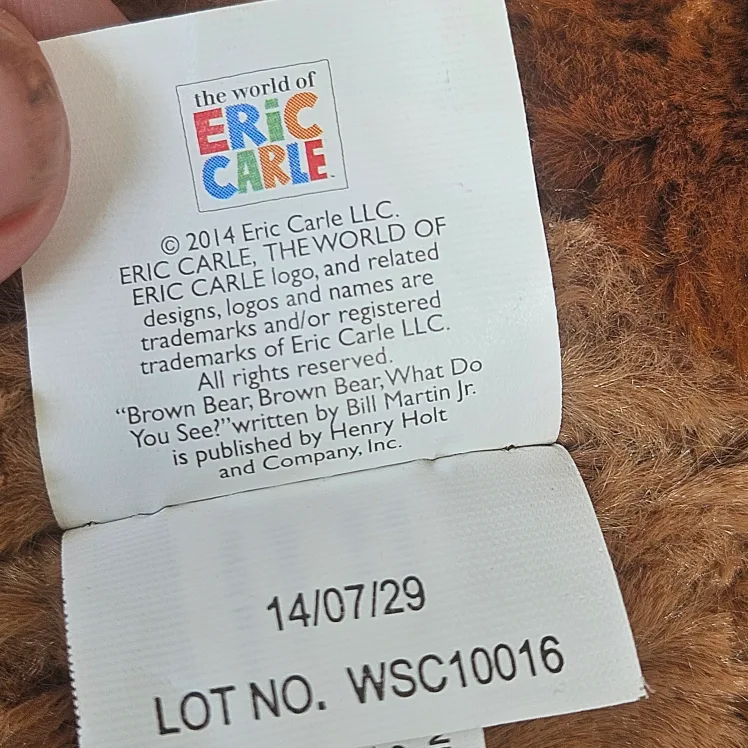 the world of
ERiC
CARLE™
© 2014 Eric Carle LLC.
ERIC CARLE, THE WORLD OF
ERIC CARLE logo, and related
designs, logos and names are
trademarks and/or registered
trademarks of Eric Carle LLC.
All rights reserved.
“Brown Bear, Brown Bear, What Do
You See?” written by Bill Martin Jr.
is published by Henry Holt
and Company, Inc.
14/07/29
LOT NO. WSC10016